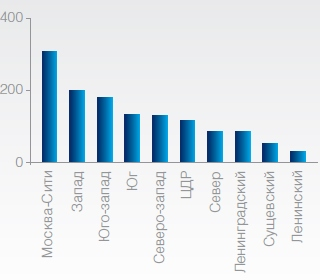 400
200
0
Москва-Сити
Запад
Юго-запад
Юг
Северо-запад
ЦДР
Север
Ленинградский
Сущевский
Ленинский